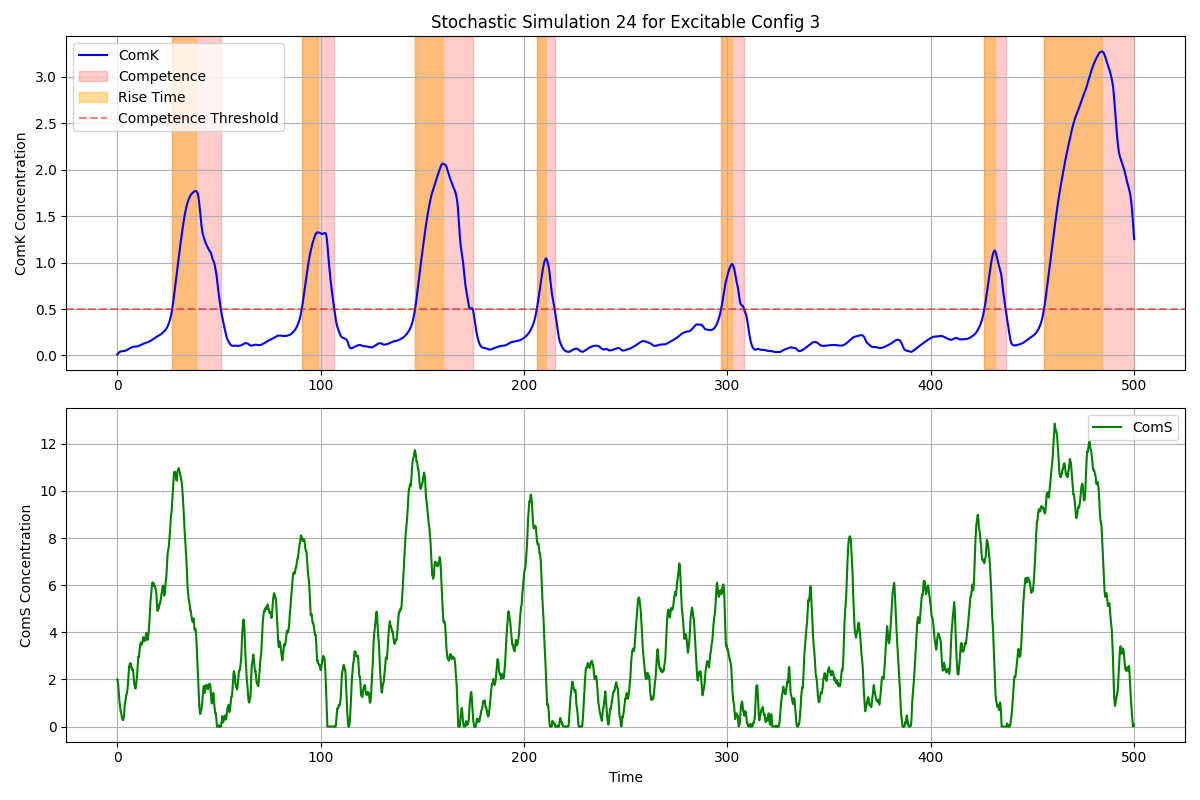 Stochastic Simulation 24 for Excitable Config 3
ComK
Competence
Rise Time
Competence Threshold
ComK Concentration
3.0
2.5
2.0
1.5
1.0
0.5
0.0
0 100 200 300 400 500
ComS
ComS Concentration
12
10
8
6
4
2
0
0 100 200 300 400 500
Time